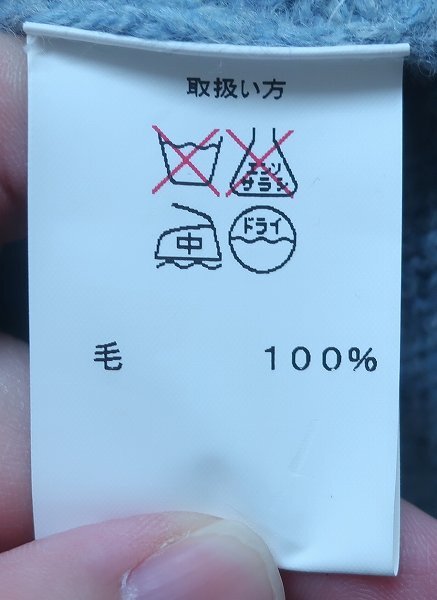 取扱い方
エンソ
サラシ
中
ドライ
毛 100%